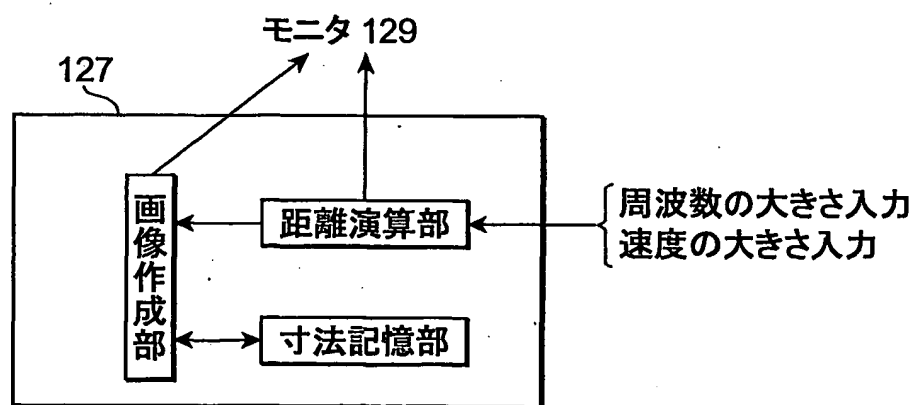 モニタ 129
127
画像作成部
距離演算部
周波数の大きさ入力
速度の大きさ入力
寸法記憶部